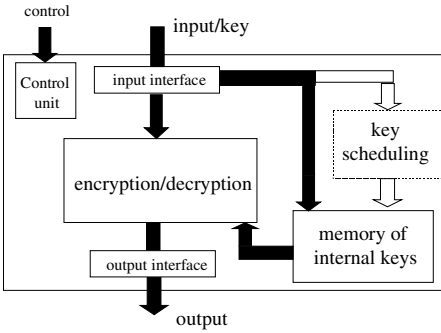 control
input/key
Control
unit
input interface
key
scheduling
encryption/decryption
memory of
internal keys
output interface
output